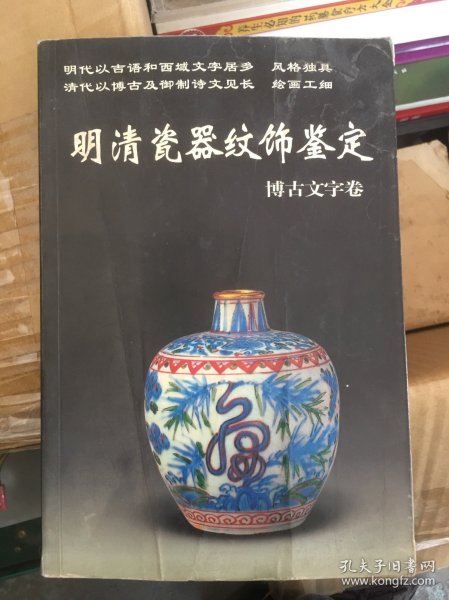 明代以吉语和西域文字居多 风格独具
清代以博古及御制诗文见长 绘画工细
明清瓷器纹饰鉴定
博古文字卷
孔夫子旧书网
www.kongfz.com